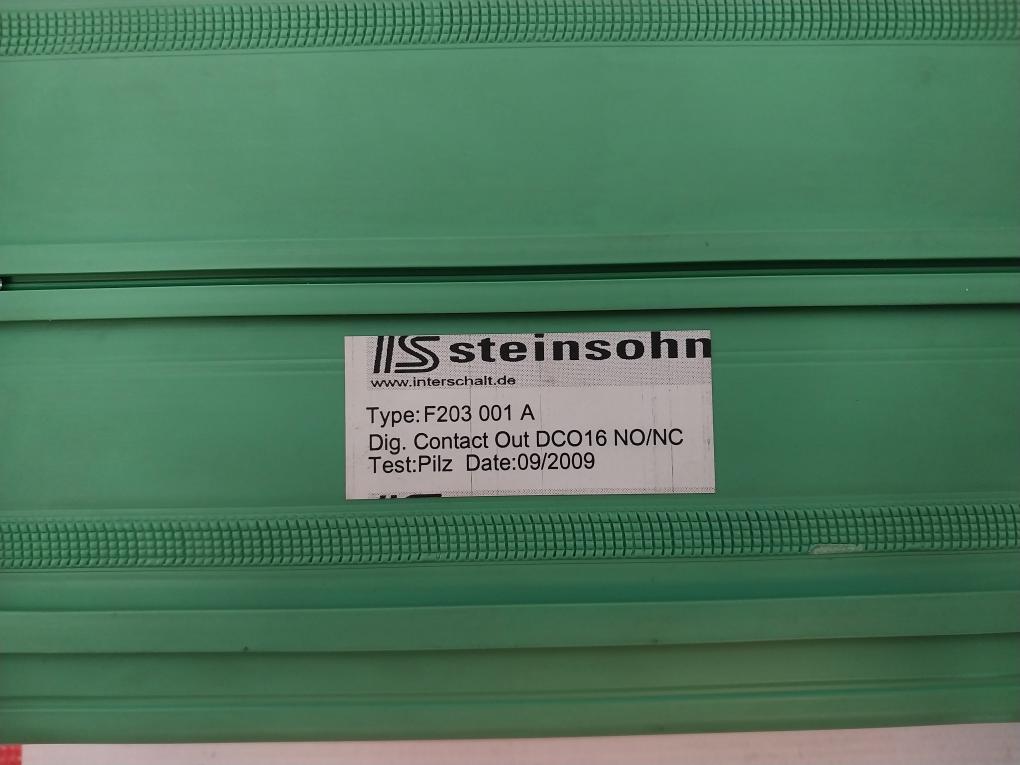 IS steinsohn
www.interschalt.de
Type:F203 001 A
Dig. Contact Out DCO16 NO/NC
Test:Pilz Date:09/2009